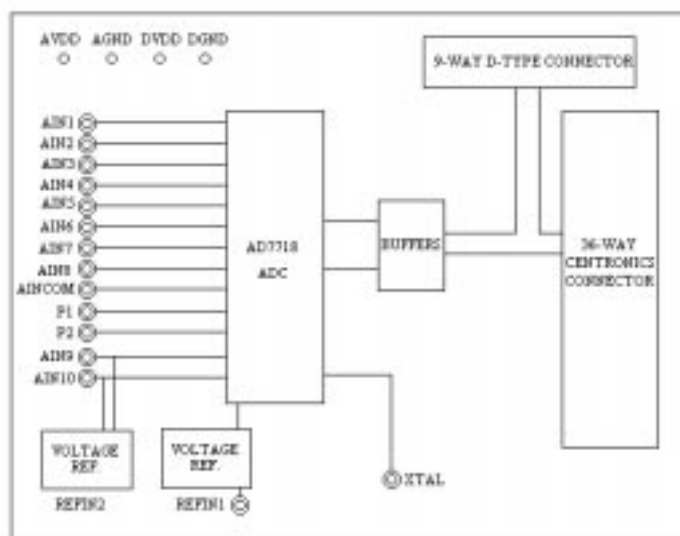 AVDD AGND DVDD DGND
9-WAY D-TYPE CONNECTOR
AIN1
AIN2
AIN3
AIN4
AIN5
AIN6
AIN7
AIN8
AINCOM
P1
P2
AIN9
AIN10
AD7718
ADC
BUFFERS
36-WAY
CENTRONICS
CONNECTOR
VOLTAGE
REF.
REFIN2
VOLTAGE
REF.
REFIN1
XTAL